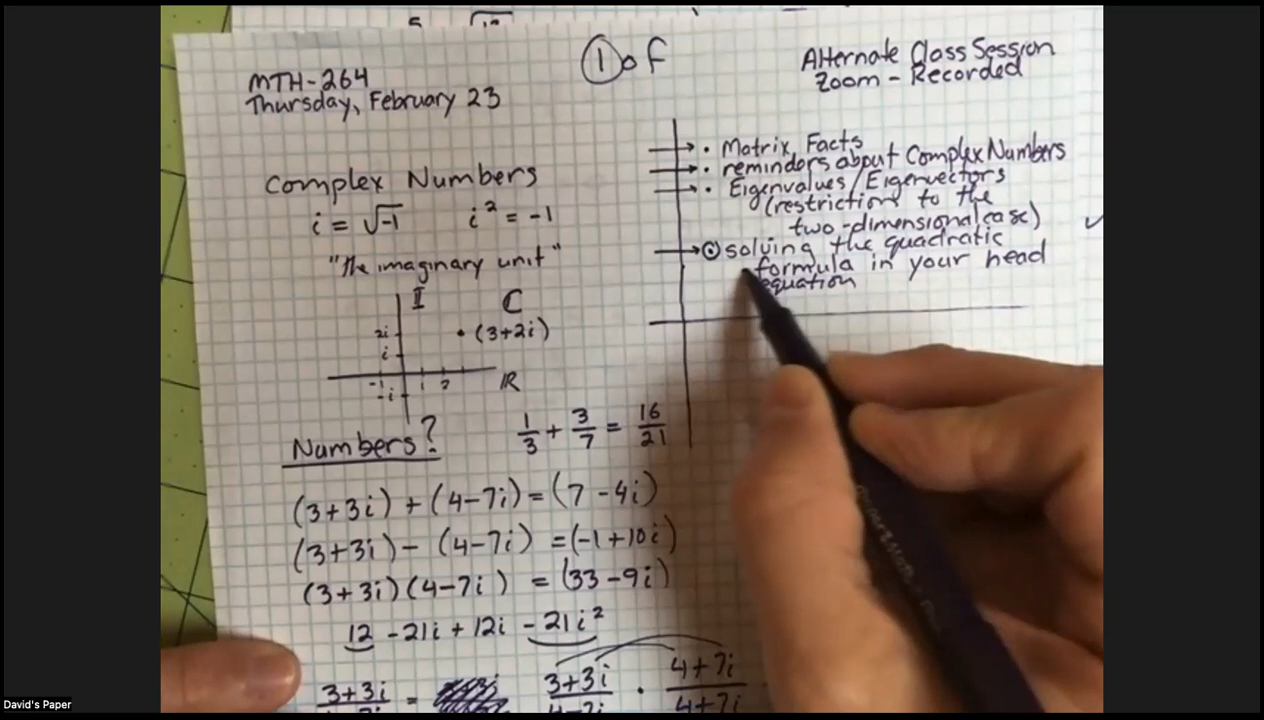 ① of
Alternate Class Session
Zoom - Recorded
MTH-264
Thursday, February 23
• Matrix Facts
• reminders about Complex Numbers
• Eigenvalues/Eigenvectors
(restriction to the
two-dimensional case)
solving the quadratic
formula in your head
equation
Complex Numbers
i = √-1 i² = -1
"the imaginary unit"
I C
2i • (3+2i)
i
-1 1 2 R
-i
Numbers? 1/3 + 3/7 = 16/21
(3+3i) + (4-7i) = (7 -4i)
(3+3i) - (4-7i) = (-1+10i)
(3+3i)(4-7i) = (33-9i)
12 -21i + 12i -21i²
3+3i = 3+3i · 4+7i
4+7i
David's Paper